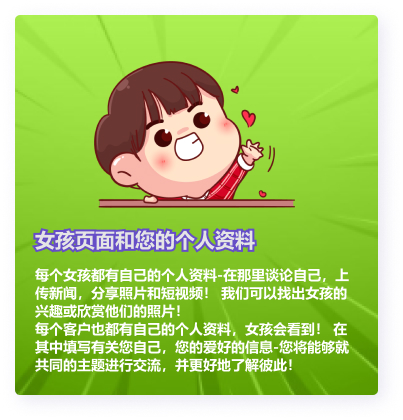 女孩页面和您的个人资料
每个女孩都有自己的个人资料-在那里谈论自己，上
传新闻，分享照片和短视频！ 我们可以找出女孩的
兴趣或欣赏他们的照片！
每个客户也都有自己的个人资料，女孩会看到！ 在
其中填写有关您自己，您的爱好的信息-您将能够就
共同的主题进行交流，并更好地了解彼此！